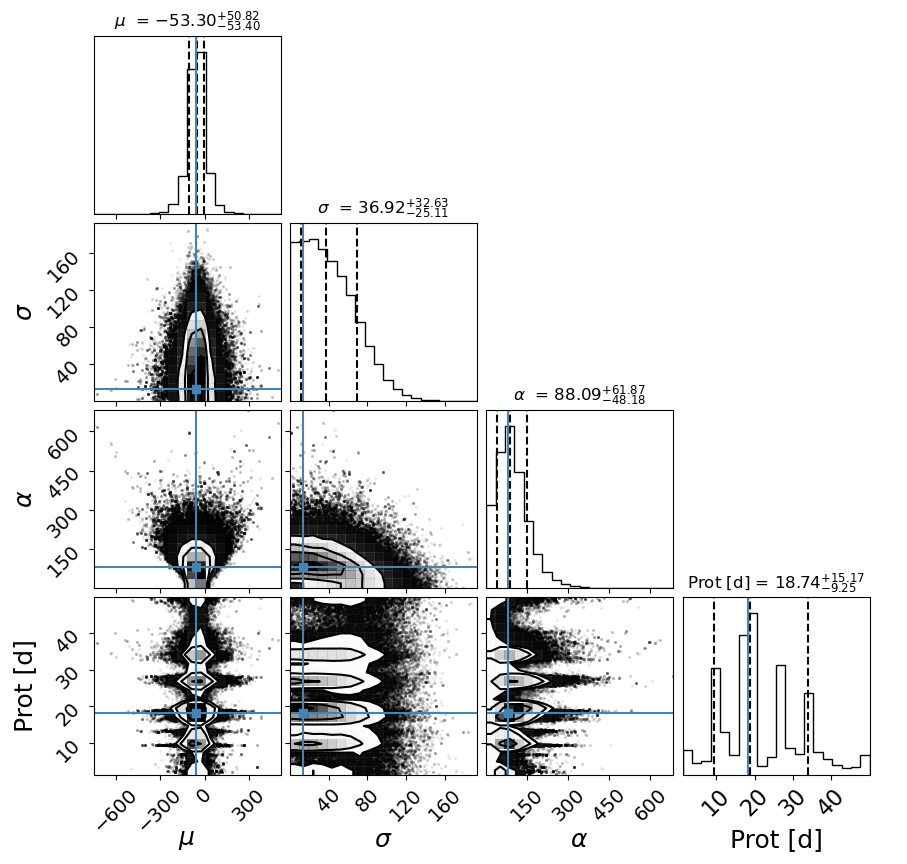 μ = −53.30+50.82−53.40
σ = 36.92+32.63−25.11
160
120
80
40
σ
α = 88.09+61.87−48.18
600
450
300
150
α
Prot [d] = 18.74+15.17−9.25
40
30
20
10
Prot [d]
−600 −300 0 300
40 80 120 160
150 300 450 600
10 20 30 40
μ σ α Prot [d]